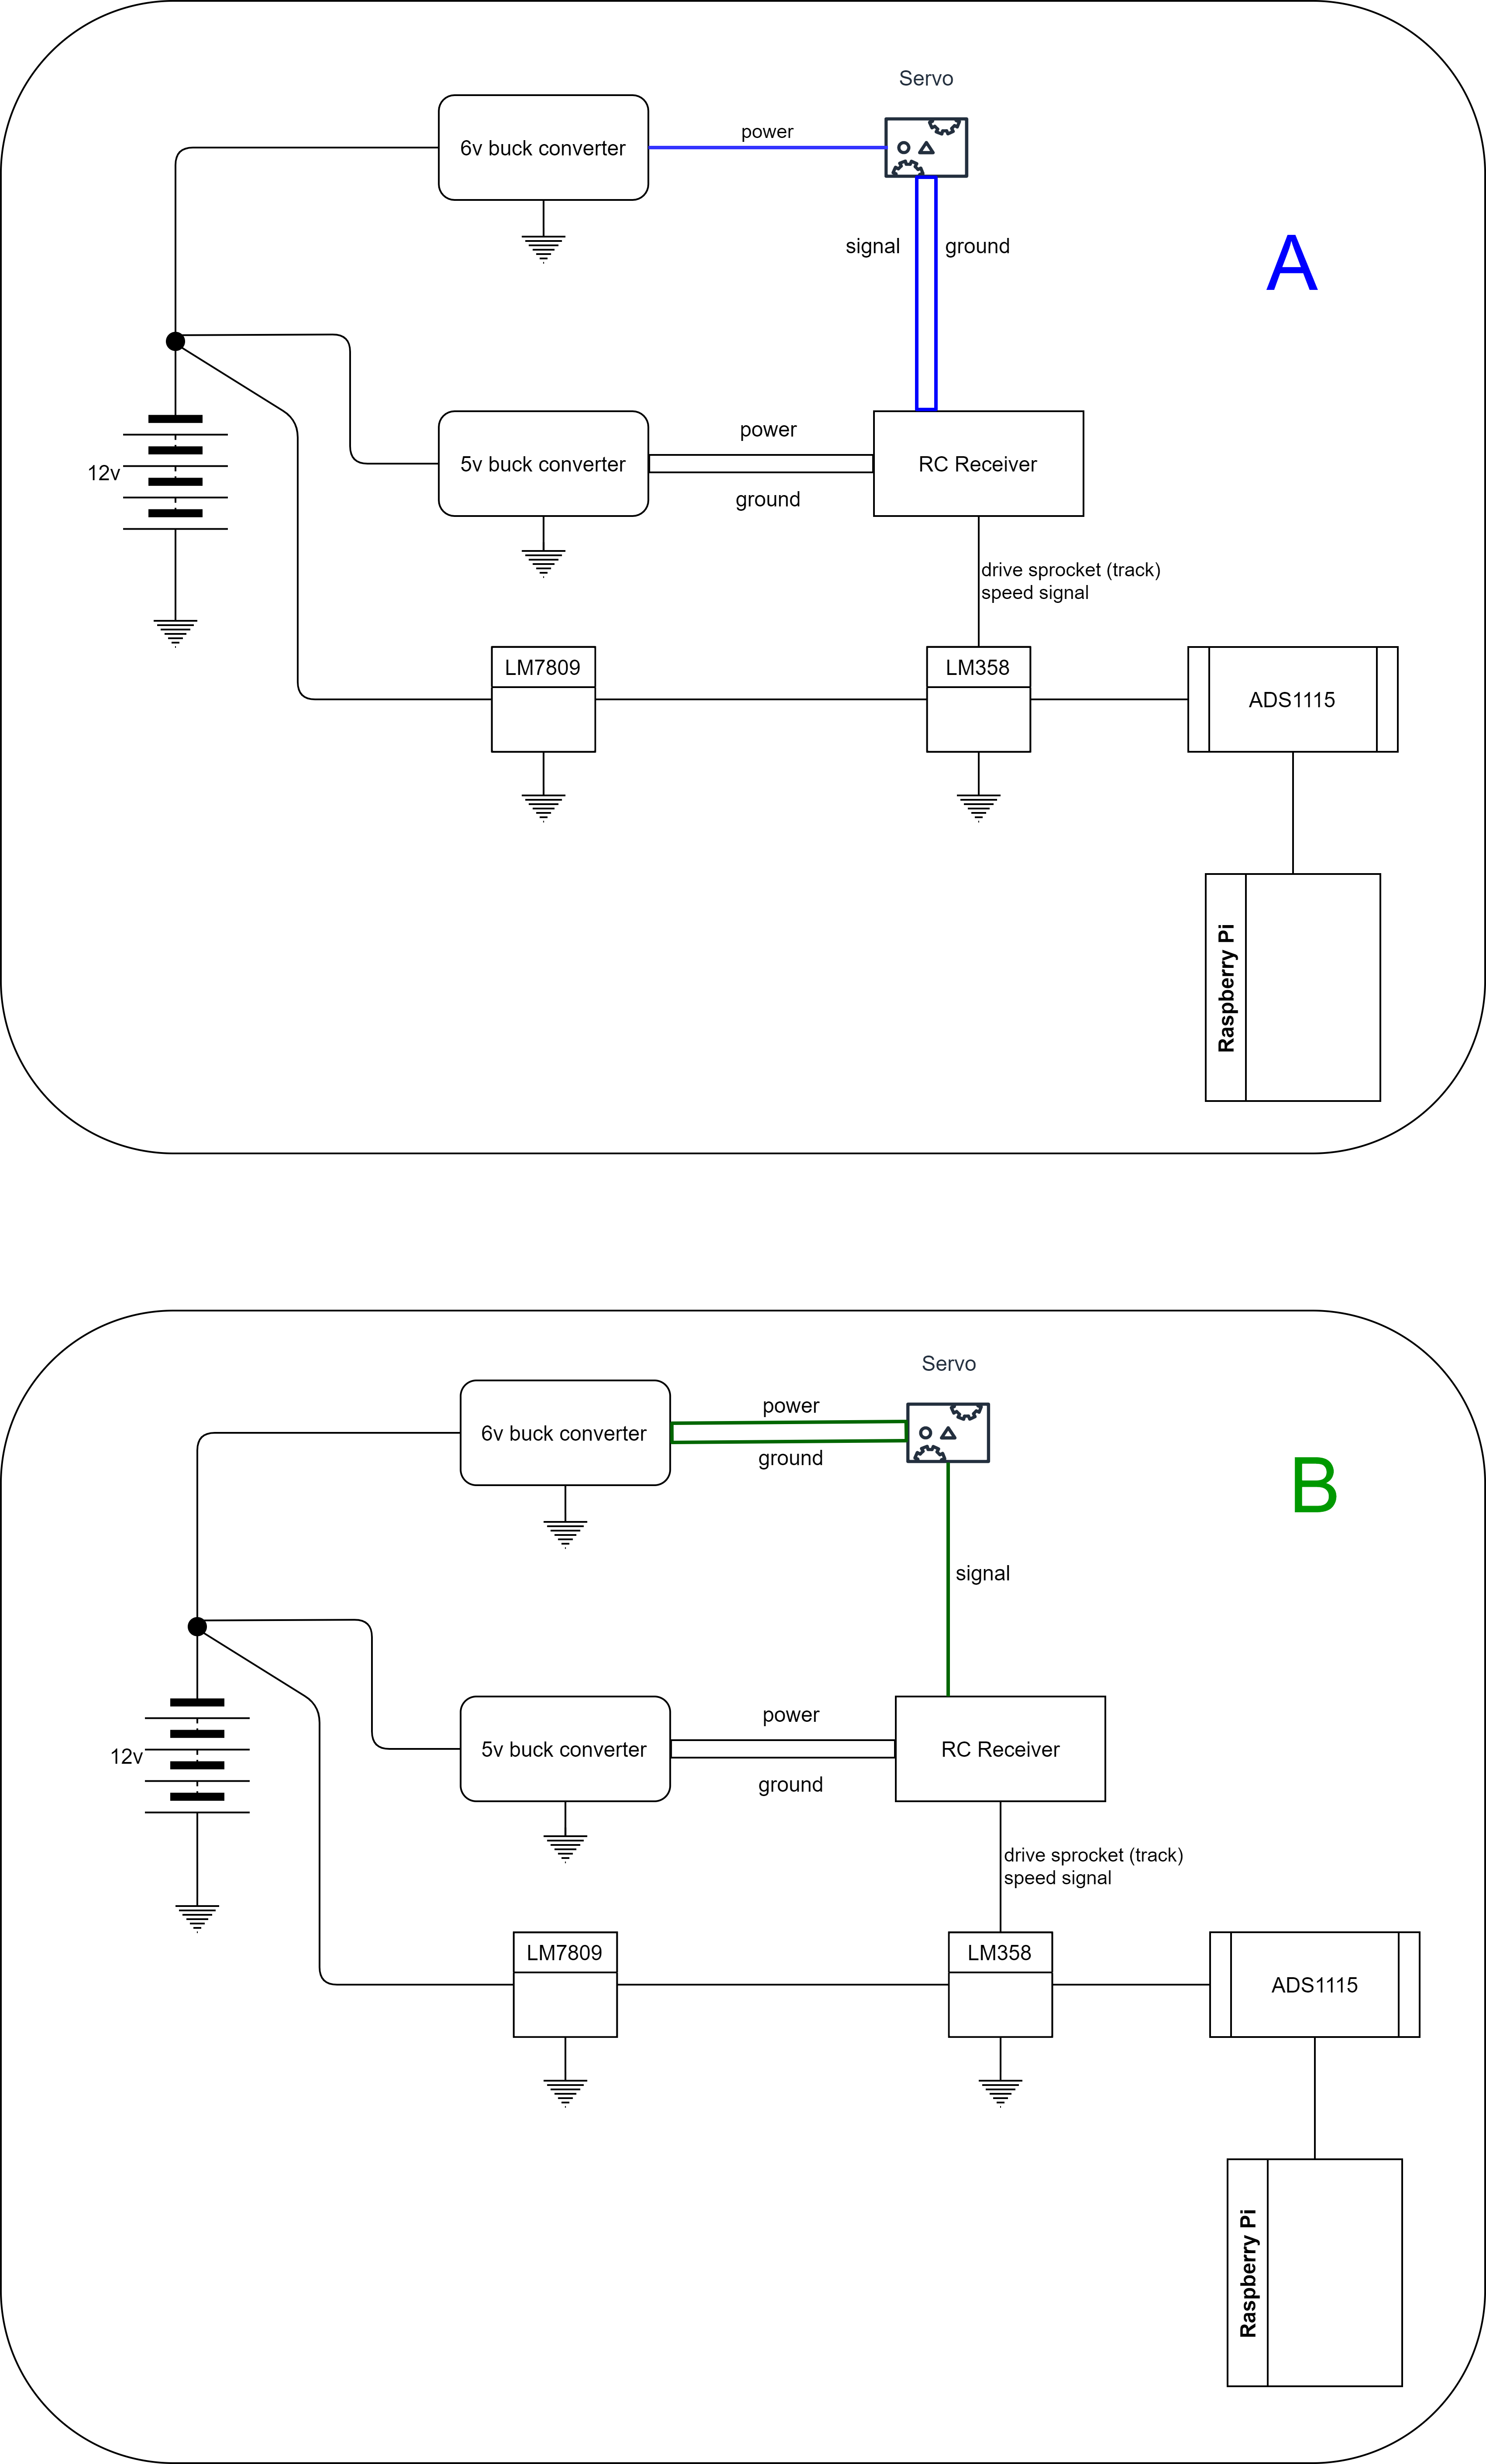 Servo
6v buck converter
power
signal
ground
A
12v
5v buck converter
power
ground
RC Receiver
drive sprocket (track)
speed signal
LM7809
LM358
ADS1115
Raspberry Pi
Servo
6v buck converter
power
ground
B
signal
12v
5v buck converter
power
ground
RC Receiver
drive sprocket (track)
speed signal
LM7809
LM358
ADS1115
Raspberry Pi